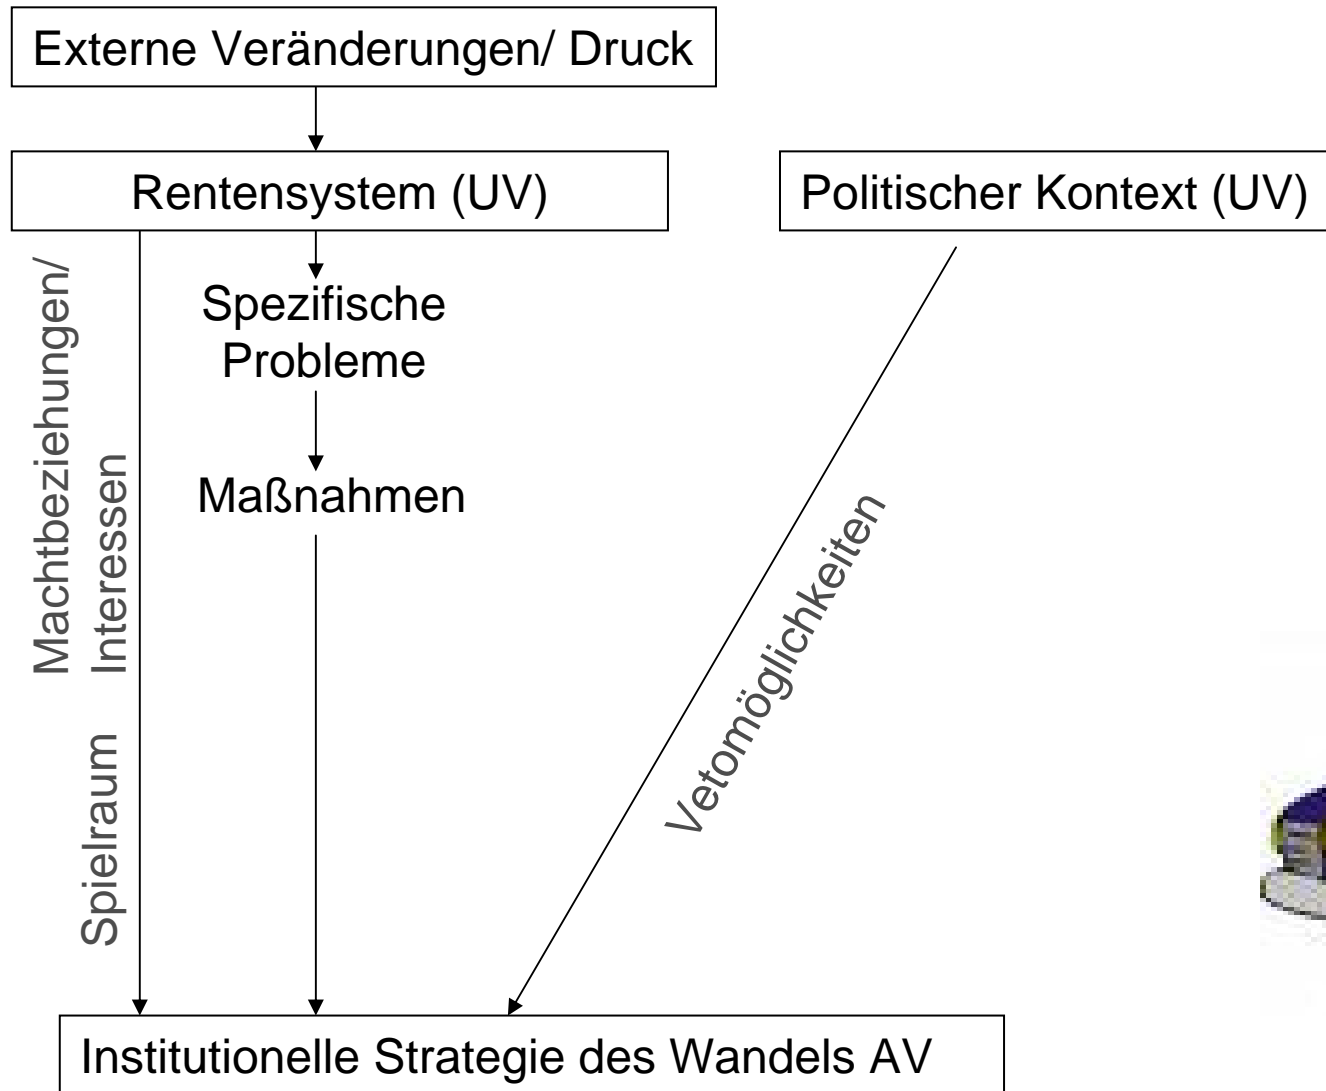 Externe Veränderungen/ Druck
Rentensystem (UV)
Politischer Kontext (UV)
Machtbeziehungen/
Interessen
Spielraum
Spezifische
Probleme
Maßnahmen
Vetomöglichkeiten
Institutionelle Strategie des Wandels AV